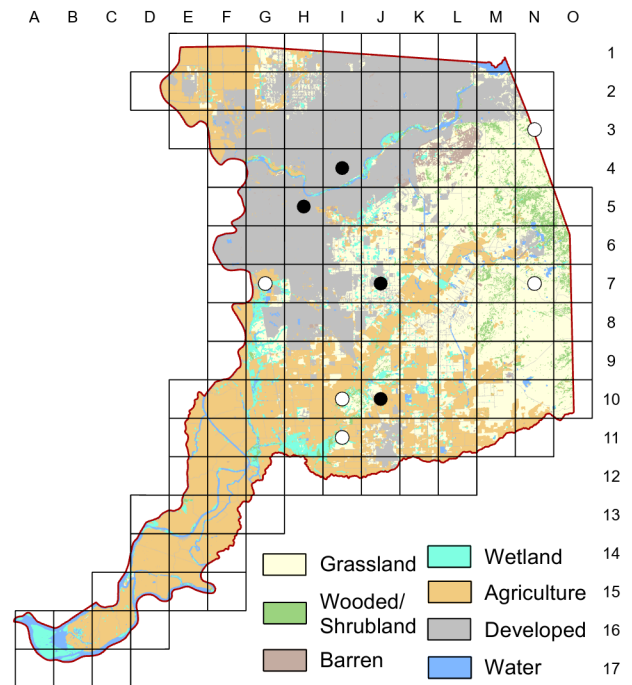 A B C D E F G H I J K L M N O
1
2
3
4
5
6
7
8
9
10
11
12
13
14
15
16
17
Grassland
Wooded/
Shrubland
Barren
Wetland
Agriculture
Developed
Water